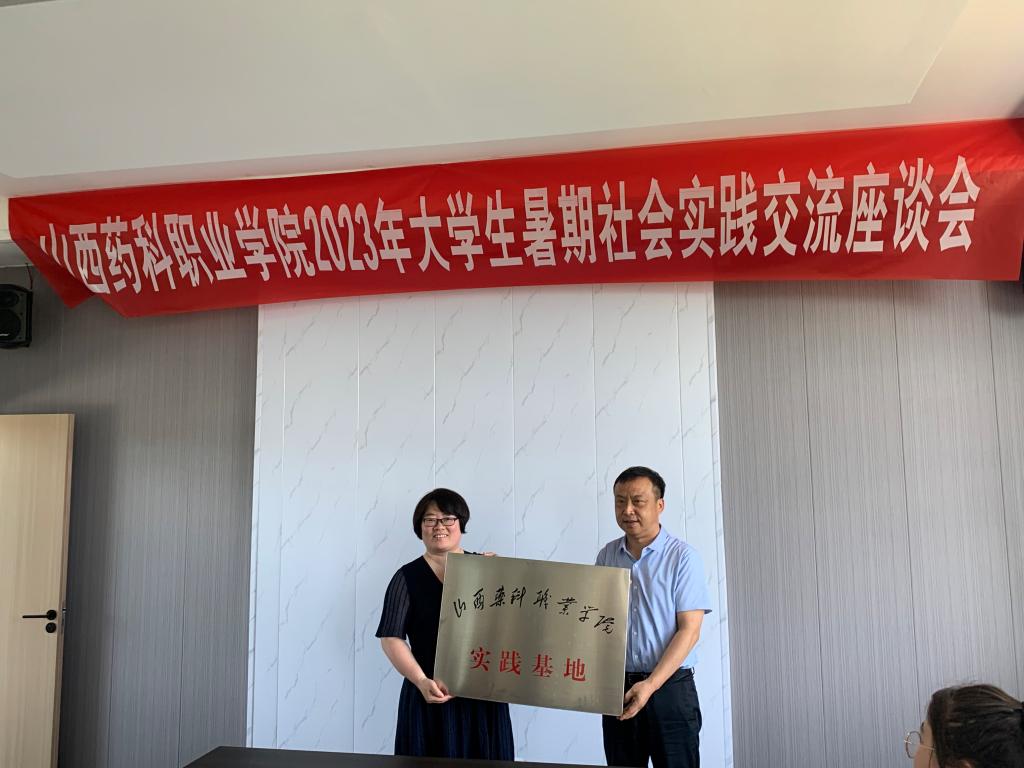 山西药科职业学院2023年大学生暑期社会实践交流座谈会
山西药科職業学院
实践基地